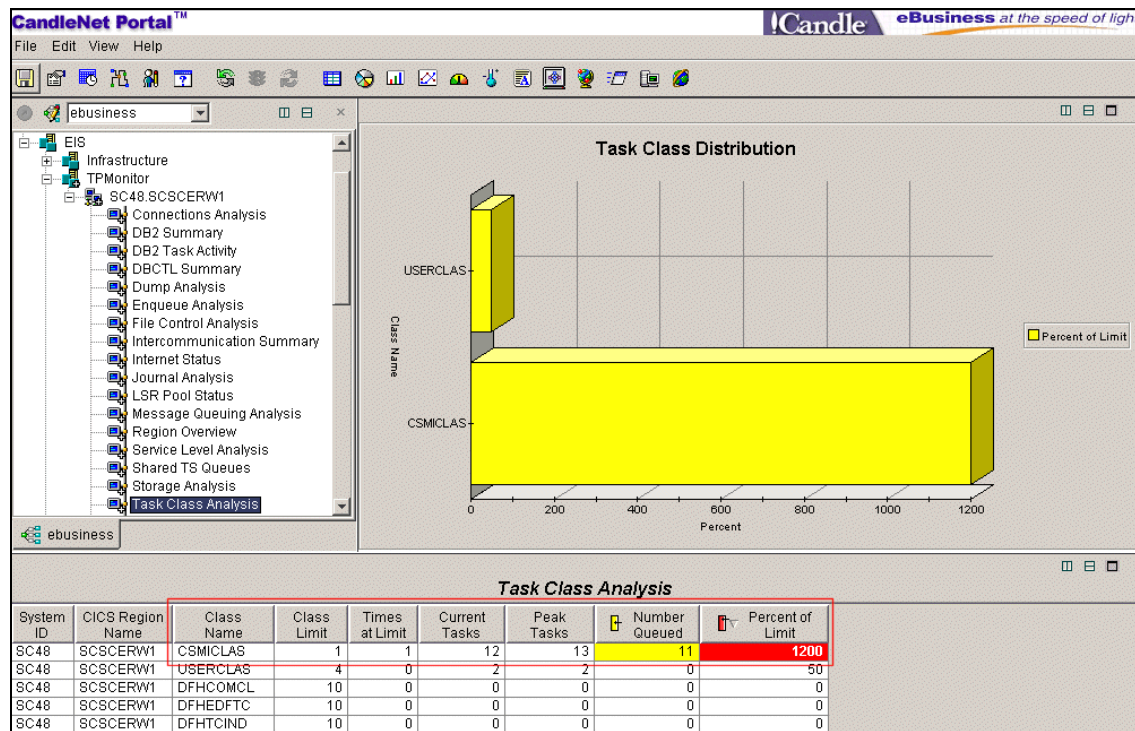 CandleNet Portal™
!Candle eBusiness at the speed of ligh
File Edit View Help
ebusiness
EIS
Infrastructure
TPMonitor
SC48.SCSCERW1
Connections Analysis
DB2 Summary
DB2 Task Activity
DBCTL Summary
Dump Analysis
Enqueue Analysis
File Control Analysis
Intercommunication Summary
Internet Status
Journal Analysis
LSR Pool Status
Message Queuing Analysis
Region Overview
Service Level Analysis
Shared TS Queues
Storage Analysis
Task Class Analysis
ebusiness
Task Class Distribution
Class Name
USERCLAS
CSMICLAS
0 200 400 600 800 1000 1200
Percent
Percent of Limit
Task Class Analysis
System ID CICS Region Name Class Name Class Limit Times at Limit Current Tasks Peak Tasks Number Queued Percent of Limit
SC48 SCSCERW1 CSMICLAS 1 1 12 13 11 1200
SC48 SCSCERW1 USERCLAS 4 0 2 2 0 50
SC48 SCSCERW1 DFHCOMCL 10 0 0 0 0 0
SC48 SCSCERW1 DFHEDFTC 10 0 0 0 0 0
SC48 SCSCERW1 DFHTCIND 10 0 0 0 0 0